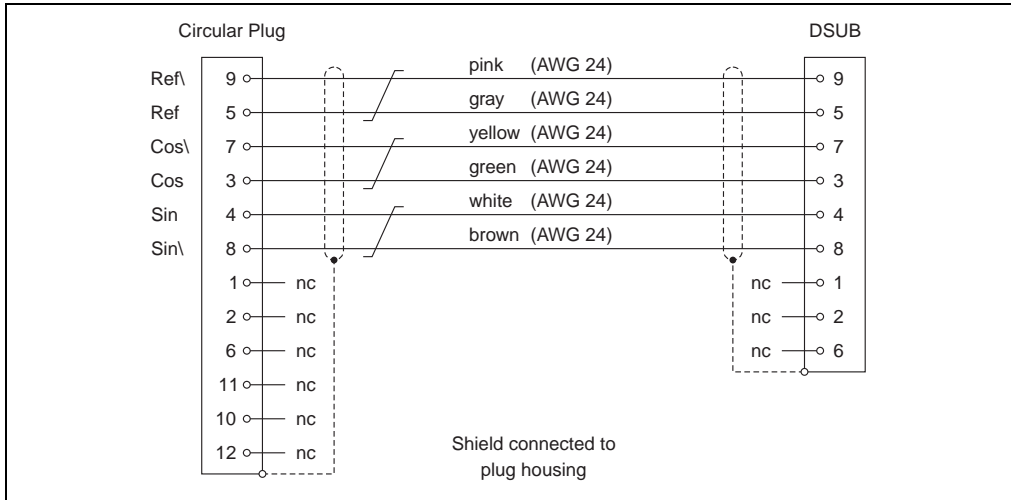 Circular Plug DSUB
Ref\ 9 pink (AWG 24) 9
Ref 5 gray (AWG 24) 5
Cos\ 7 yellow (AWG 24) 7
Cos 3 green (AWG 24) 3
Sin 4 white (AWG 24) 4
Sin\ 8 brown (AWG 24) 8
1 nc nc 1
2 nc nc 2
6 nc nc 6
11 nc
10 nc
12 nc
Shield connected to
plug housing